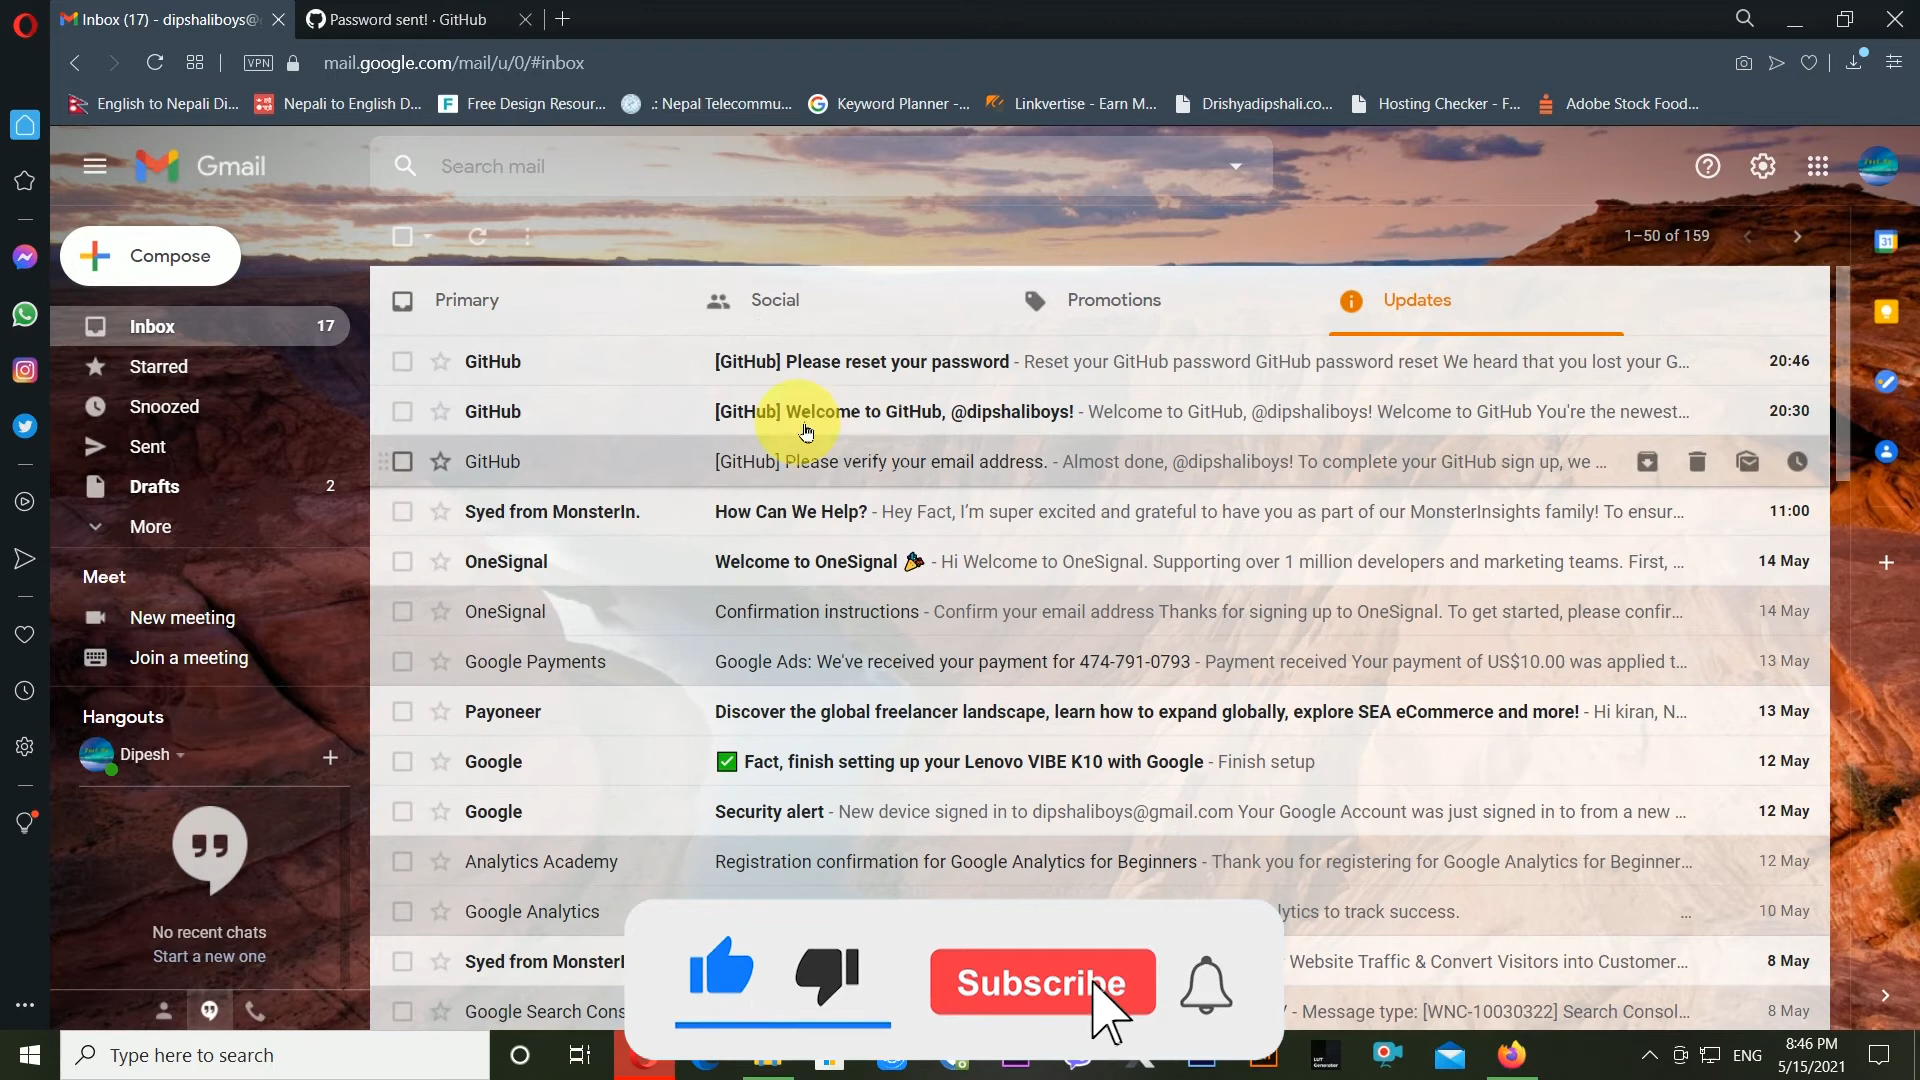 Inbox (17) - dipshaliboys@
Password sent! · GitHub
VPN
mail.google.com/mail/u/0/#inbox
English to Nepali Di...
Nepali to English D...
Free Design Resour...
.: Nepal Telecommu...
Keyword Planner -...
Linkvertise - Earn M...
Drishyadipshali.co...
Hosting Checker - F...
Adobe Stock Food...
Gmail
Search mail
Compose
1–50 of 159
Primary
Social
Promotions
Updates
Inbox 17
Starred
Snoozed
Sent
Drafts 2
More
Meet
New meeting
Join a meeting
Hangouts
Dipesh
No recent chats
Start a new one
GitHub [GitHub] Please reset your password - Reset your GitHub password GitHub password reset We heard that you lost your G... 20:46
GitHub [GitHub] Welcome to GitHub, @dipshaliboys! - Welcome to GitHub, @dipshaliboys! Welcome to GitHub You're the newest... 20:30
GitHub [GitHub] Please verify your email address. - Almost done, @dipshaliboys! To complete your GitHub sign up, we ...
Syed from MonsterIn. How Can We Help? - Hey Fact, I'm super excited and grateful to have you as part of our MonsterInsights family! To ensur... 11:00
OneSignal Welcome to OneSignal 🎉 - Hi Welcome to OneSignal. Supporting over 1 million developers and marketing teams. First, ... 14 May
OneSignal Confirmation instructions - Confirm your email address Thanks for signing up to OneSignal. To get started, please confir... 14 May
Google Payments Google Ads: We've received your payment for 474-791-0793 - Payment received Your payment of US$10.00 was applied t... 13 May
Payoneer Discover the global freelancer landscape, learn how to expand globally, explore SEA eCommerce and more! - Hi kiran, N... 13 May
Google ✅ Fact, finish setting up your Lenovo VIBE K10 with Google - Finish setup 12 May
Google Security alert - New device signed in to dipshaliboys@gmail.com Your Google Account was just signed in to from a new ... 12 May
Analytics Academy Registration confirmation for Google Analytics for Beginners - Thank you for registering for Google Analytics for Beginner... 12 May
Google Analytics lytics to track success. ... 10 May
Syed from Monster Website Traffic & Convert Visitors into Customer... 8 May
Google Search Cons - Message type: [WNC-10030322] Search Consol... 8 May
Subscribe
Type here to search
ENG
8:46 PM
5/15/2021